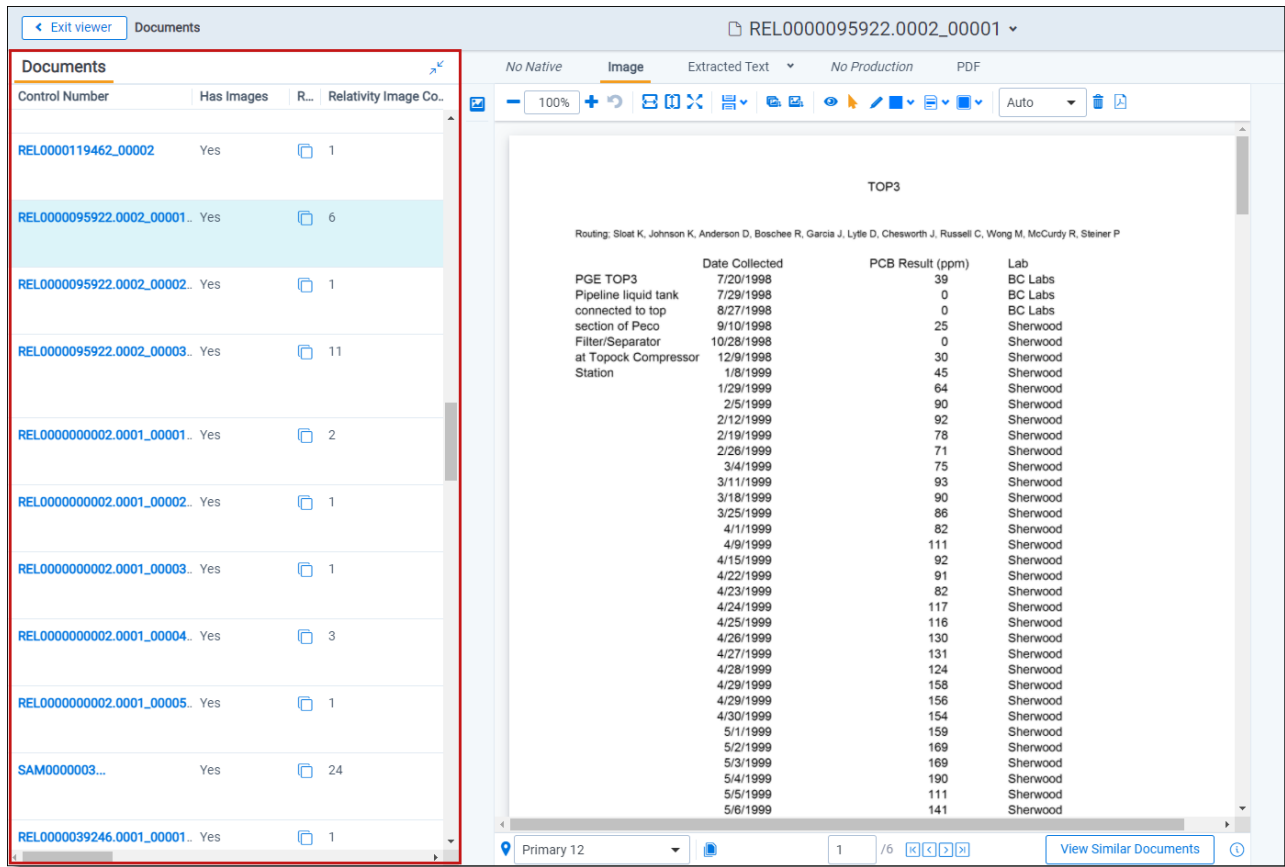 Exit viewer Documents
REL0000095922.0002_00001
Documents
Control Number Has Images R... Relativity Image Co..
REL0000119462_00002 Yes 1
REL0000095922.0002_00001.. Yes 6
REL0000095922.0002_00002.. Yes 1
REL0000095922.0002_00003.. Yes 11
REL0000000002.0001_00001.. Yes 2
REL0000000002.0001_00002.. Yes 1
REL0000000002.0001_00003.. Yes 1
REL0000000002.0001_00004.. Yes 3
REL0000000002.0001_00005.. Yes 1
SAM0000003... Yes 24
REL0000039246.0001_00001.. Yes 1
No Native Image Extracted Text No Production PDF
100% Auto
TOP3
Routing; Sloat K, Johnson K, Anderson D, Boschee R, Garcia J, Lytle D, Chesworth J, Russell C, Wong M, McCurdy R, Steiner P
Date Collected PCB Result (ppm) Lab
PGE TOP3 7/20/1998 39 BC Labs
Pipeline liquid tank 7/29/1998 0 BC Labs
connected to top 8/27/1998 0 BC Labs
section of Peco 9/10/1998 25 Sherwood
Filter/Separator 10/28/1998 0 Sherwood
at Topock Compressor 12/9/1998 30 Sherwood
Station 1/8/1999 45 Sherwood
1/29/1999 64 Sherwood
2/5/1999 90 Sherwood
2/12/1999 92 Sherwood
2/19/1999 78 Sherwood
2/26/1999 71 Sherwood
3/4/1999 75 Sherwood
3/11/1999 93 Sherwood
3/18/1999 90 Sherwood
3/25/1999 86 Sherwood
4/1/1999 82 Sherwood
4/9/1999 111 Sherwood
4/15/1999 92 Sherwood
4/22/1999 91 Sherwood
4/23/1999 82 Sherwood
4/24/1999 117 Sherwood
4/25/1999 116 Sherwood
4/26/1999 130 Sherwood
4/27/1999 131 Sherwood
4/28/1999 124 Sherwood
4/29/1999 158 Sherwood
4/29/1999 156 Sherwood
4/30/1999 154 Sherwood
5/1/1999 159 Sherwood
5/2/1999 169 Sherwood
5/3/1999 169 Sherwood
5/4/1999 190 Sherwood
5/5/1999 111 Sherwood
5/6/1999 141 Sherwood
Primary 12 1 /6 View Similar Documents